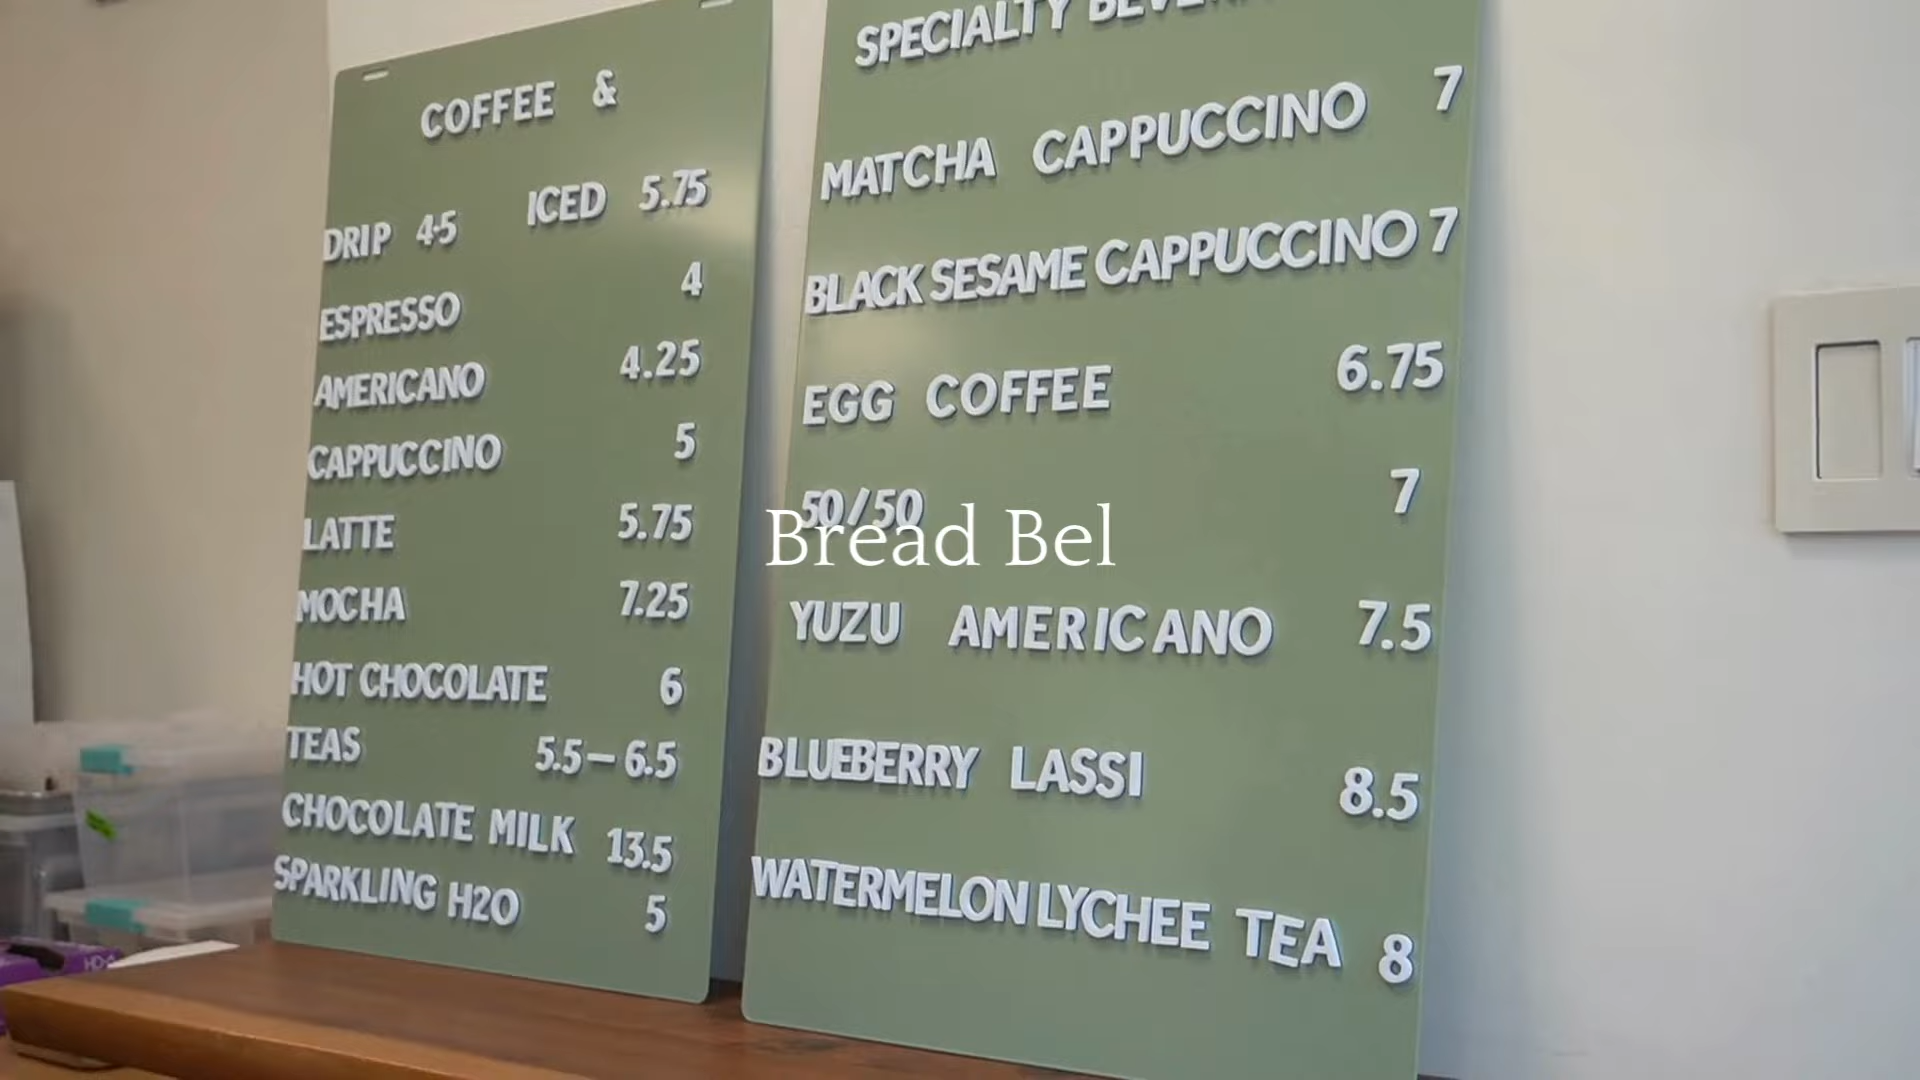 COFFEE &
DRIP 4.5 ICED 5.75
ESPRESSO 4
AMERICANO 4.25
CAPPUCCINO 5
LATTE 5.75
MOCHA 7.25
HOT CHOCOLATE 6
TEAS 5.5 – 6.5
CHOCOLATE MILK 13.5
SPARKLING H2O 5
SPECIALTY
MATCHA CAPPUCCINO 7
BLACK SESAME CAPPUCCINO 7
EGG COFFEE 6.75
50/50 7
Bread Bel
YUZU AMERICANO 7.5
BLUEBERRY LASSI 8.5
WATERMELON LYCHEE TEA 8